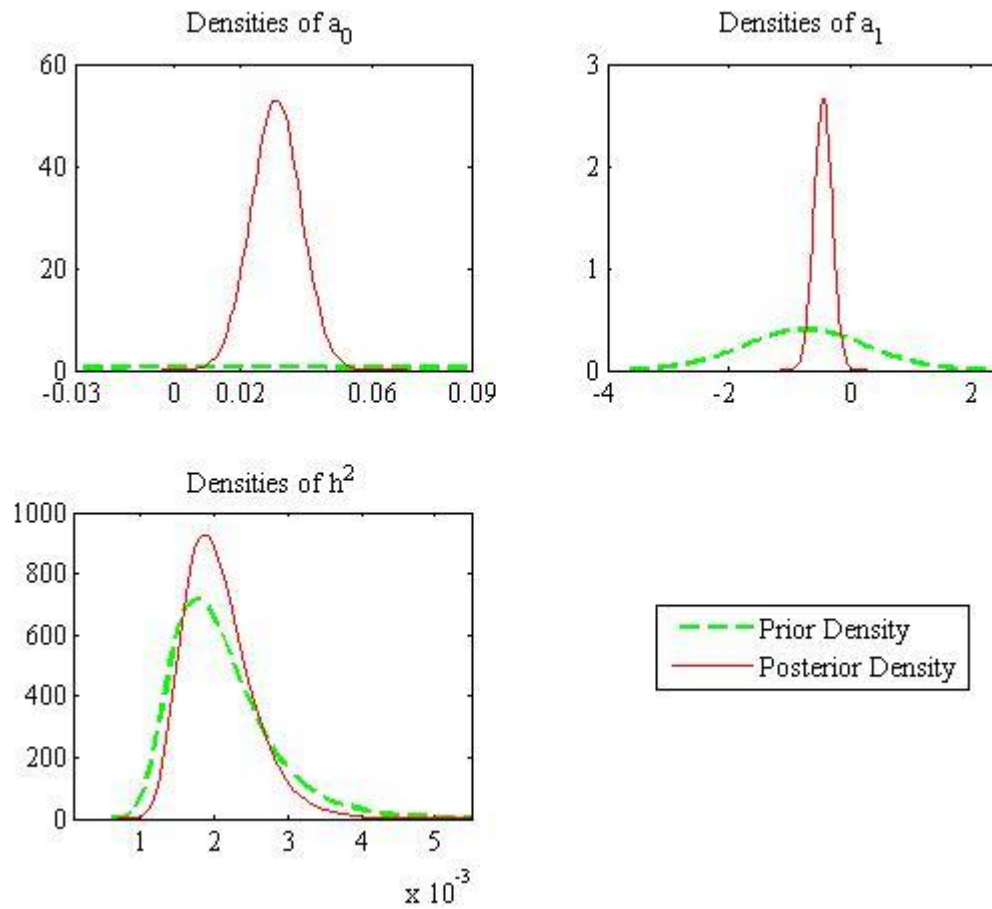 Densities of a0
60
40
20
0
-0.03 0 0.02 0.06 0.09
Densities of a1
3
2
1
0
-4 -2 0 2
Densities of h2
1000
800
600
400
200
0
1 2 3 4 5
x 10-3
Prior Density
Posterior Density